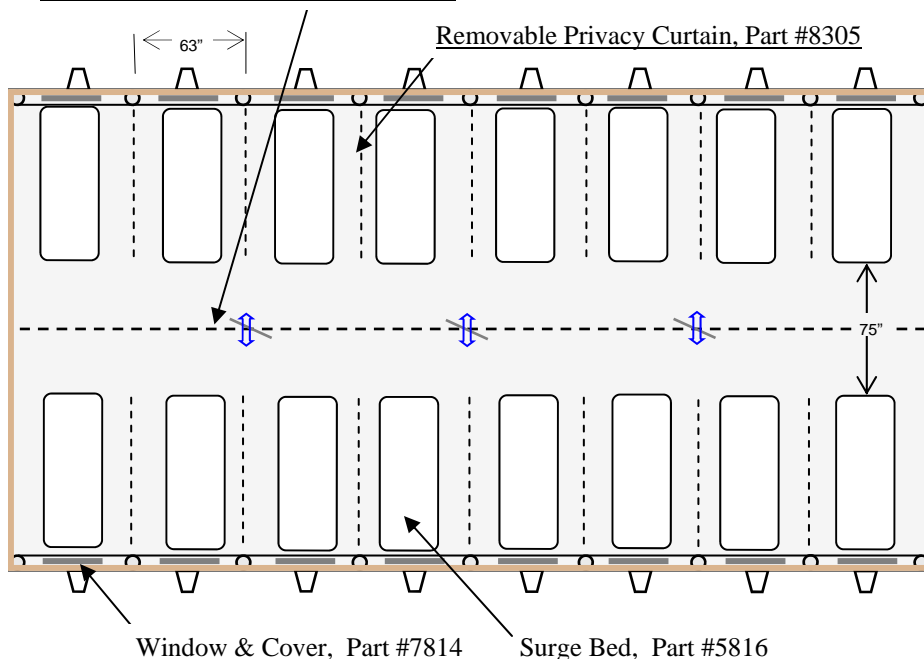 63”
Removable Privacy Curtain, Part #8305
75”
Window & Cover, Part #7814
Surge Bed, Part #5816